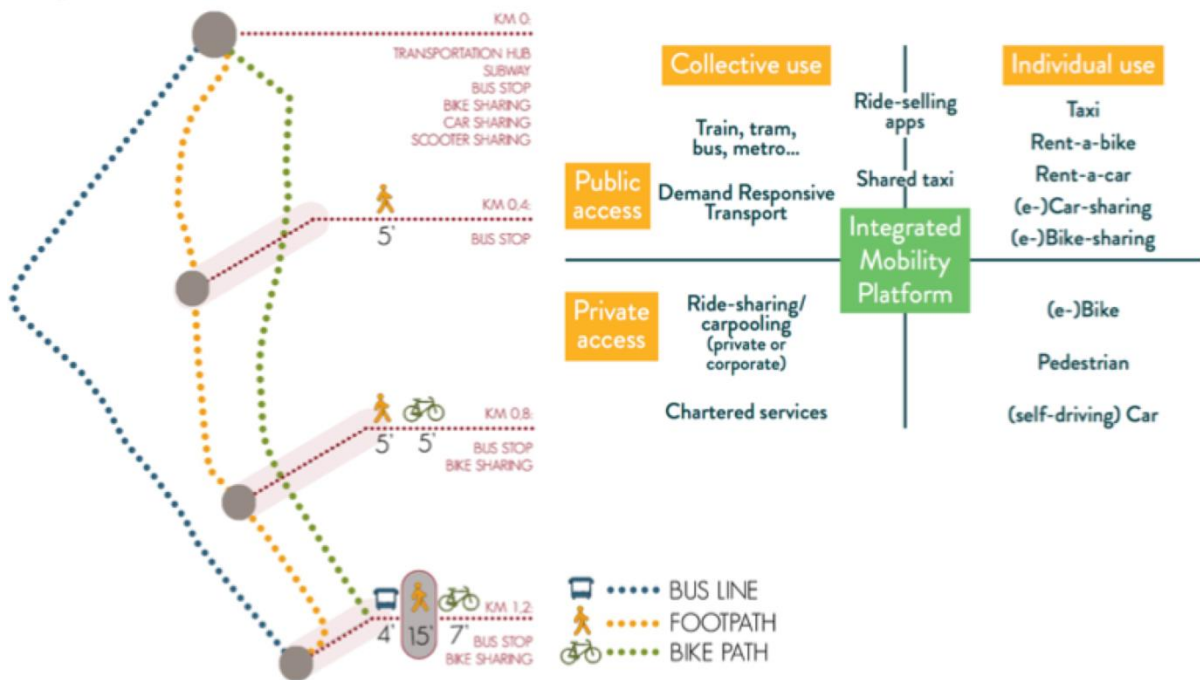 KM 0:
TRANSPORTATION HUB
SUBWAY
BUS STOP
BIKE SHARING
CAR SHARING
SCOOTER SHARING
KM 0,4:
5'
BUS STOP
KM 0,8:
5' 5'
BUS STOP
BIKE SHARING
KM 1,2:
4' 15' 7'
BUS STOP
BIKE SHARING
Collective use
Individual use
Public
access
Train, tram,
bus, metro...
Demand Responsive
Transport
Ride-selling
apps
Shared taxi
Taxi
Rent-a-bike
Rent-a-car
(e-)Car-sharing
(e-)Bike-sharing
Integrated
Mobility
Platform
Private
access
Ride-sharing/
carpooling
(private or
corporate)
Chartered services
(e-)Bike
Pedestrian
(self-driving) Car
BUS LINE
FOOTPATH
BIKE PATH